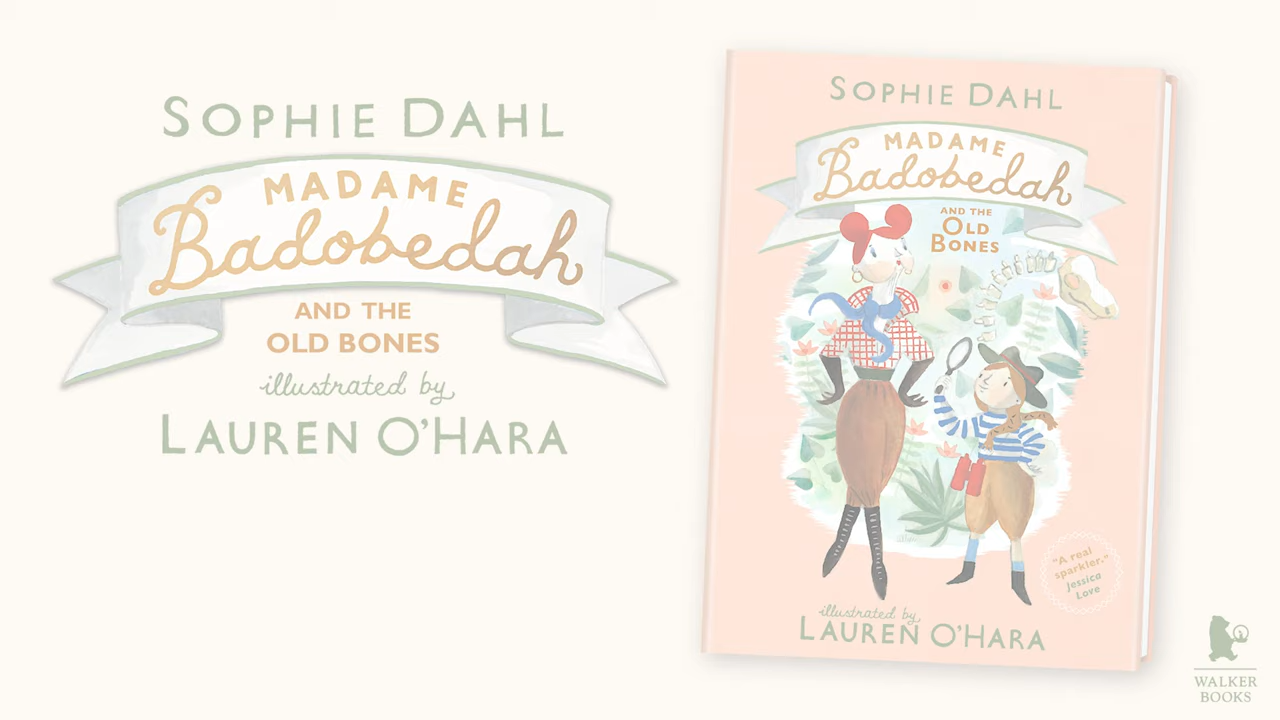 SOPHIE DAHL
MADAME
Badobedah
AND THE
OLD BONES
illustrated by
LAUREN O'HARA
SOPHIE DAHL
MADAME
Badobedah
AND THE
OLD
BONES
"A real
sparkler."
Jessica
Love
illustrated by
LAUREN O'HARA
WALKER
BOOKS